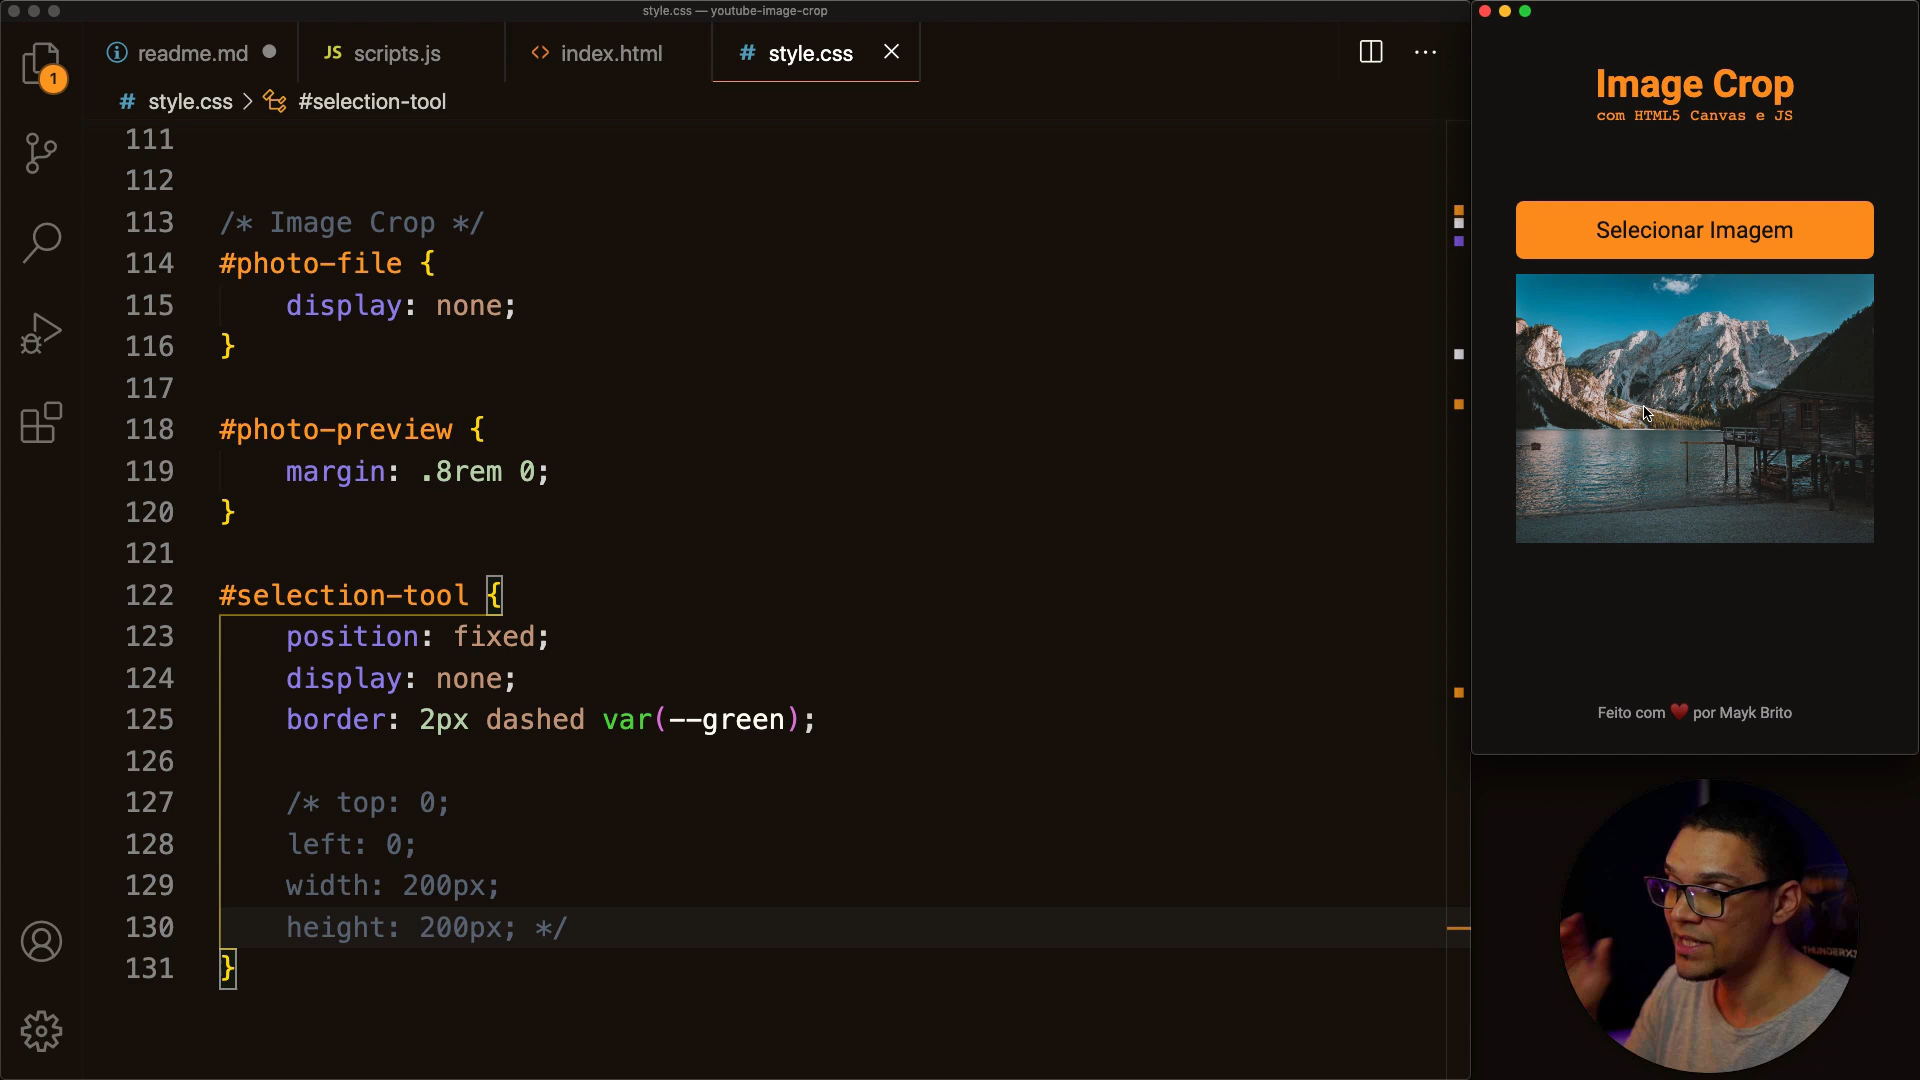 style.css — youtube-image-crop
readme.md
JS scripts.js
<> index.html
# style.css
1
# style.css > #selection-tool
111
112
113 /* Image Crop */
114 #photo-file {
115 display: none;
116 }
117
118 #photo-preview {
119 margin: .8rem 0;
120 }
121
122 #selection-tool {
123 position: fixed;
124 display: none;
125 border: 2px dashed var(--green);
126
127 /* top: 0;
128 left: 0;
129 width: 200px;
130 height: 200px; */
131 }
Image Crop
com HTML5 Canvas e JS
Selecionar Imagem
Feito com ❤️ por Mayk Brito